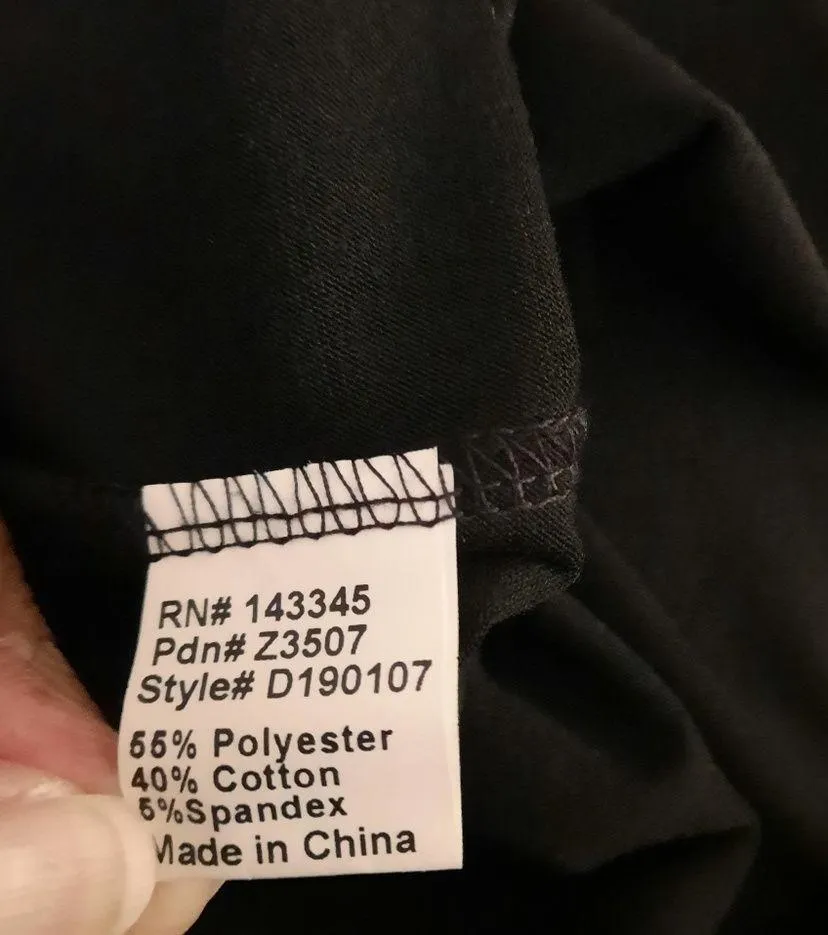 RN# 143345
Pdn# Z3507
Style# D190107
55% Polyester
40% Cotton
5%Spandex
Made in China